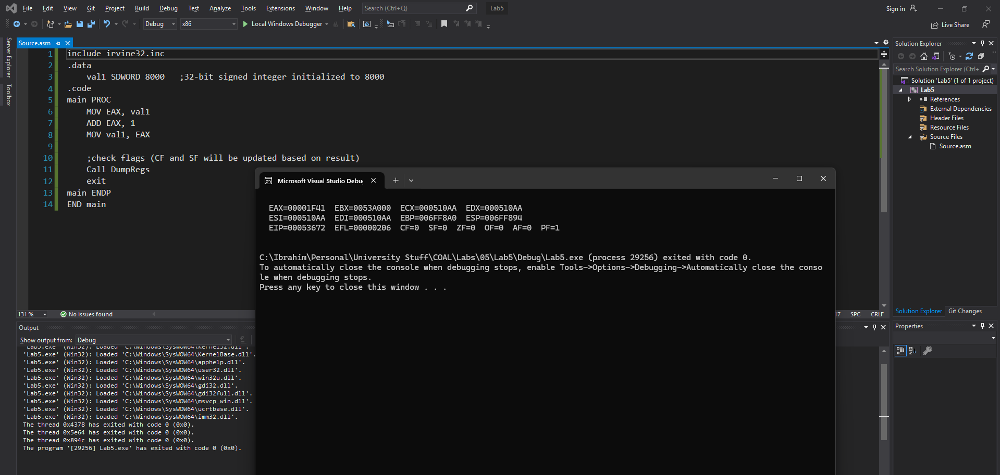 File Edit View Git Project Build Debug Test Analyze Tools Extensions Window Help Search (Ctrl+Q) Lab5 Sign in
Debug x86 Local Windows Debugger Live Share
Server Explorer
Toolbox
Source.asm
1 include irvine32.inc
2 .data
3 val1 SDWORD 8000 ;32-bit signed integer initialized to 8000
4 .code
5 main PROC
6 MOV EAX, val1
7 ADD EAX, 1
8 MOV val1, EAX
9
10 ;check flags (CF and SF will be updated based on result)
11 Call DumpRegs
12 exit
13 main ENDP
14 END main
131 % No issues found
17 SPC CRLF
Microsoft Visual Studio Debug
EAX=00001F41 EBX=0053A000 ECX=000510AA EDX=000510AA
ESI=000510AA EDI=000510AA EBP=006FF8A0 ESP=006FF894
EIP=00053672 EFL=00000206 CF=0 SF=0 ZF=0 OF=0 AF=0 PF=1
C:\Ibrahim\Personal\University Stuff\COAL\Labs\05\Lab5\Debug\Lab5.exe (process 29256) exited with code 0.
To automatically close the console when debugging stops, enable Tools->Options->Debugging->Automatically close the conso
le when debugging stops.
Press any key to close this window . . .
Output
Show output from: Debug
'Lab5.exe' (Win32): Loaded 'C:\Windows\SysWOW64\kernel32.dll'.
'Lab5.exe' (Win32): Loaded 'C:\Windows\SysWOW64\KernelBase.dll'.
'Lab5.exe' (Win32): Loaded 'C:\Windows\SysWOW64\apphelp.dll'.
'Lab5.exe' (Win32): Loaded 'C:\Windows\SysWOW64\user32.dll'.
'Lab5.exe' (Win32): Loaded 'C:\Windows\SysWOW64\win32u.dll'.
'Lab5.exe' (Win32): Loaded 'C:\Windows\SysWOW64\gdi32.dll'.
'Lab5.exe' (Win32): Loaded 'C:\Windows\SysWOW64\gdi32full.dll'.
'Lab5.exe' (Win32): Loaded 'C:\Windows\SysWOW64\msvcp_win.dll'.
'Lab5.exe' (Win32): Loaded 'C:\Windows\SysWOW64\ucrtbase.dll'.
'Lab5.exe' (Win32): Loaded 'C:\Windows\SysWOW64\imm32.dll'.
The thread 0x4378 has exited with code 0 (0x0).
The thread 0x5e64 has exited with code 0 (0x0).
The thread 0x894c has exited with code 0 (0x0).
The program '[29256] Lab5.exe' has exited with code 0 (0x0).
Solution Explorer
Search Solution Explorer (Ctrl+
Solution 'Lab5' (1 of 1 project)
Lab5
References
External Dependencies
Header Files
Resource Files
Source Files
Source.asm
Solution Explorer Git Changes
Properties